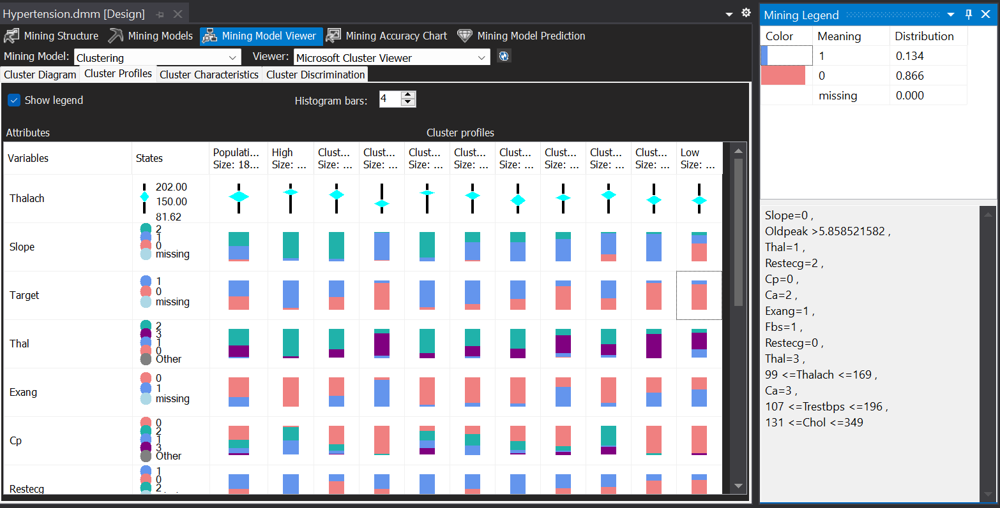 Hypertension.dmm [Design]
Mining Structure Mining Models Mining Model Viewer Mining Accuracy Chart Mining Model Prediction
Mining Model: Clustering Viewer: Microsoft Cluster Viewer
Cluster Diagram Cluster Profiles Cluster Characteristics Cluster Discrimination
Show legend Histogram bars: 4
Attributes Cluster profiles
Variables States Populati... High Clust... Clust... Clust... Clust... Clust... Clust... Clust... Clust... Low
Size: 18... Size: ... Size: ... Size: ... Size: ... Size: ... Size: ... Size: ... Size: ... Size: ... Size: ...
Thalach
202.00
150.00
81.62
Slope
2
1
0
missing
Target
1
0
missing
Thal
2
3
1
0
Other
Exang
0
1
missing
Cp
0
2
1
3
Other
Restecg
1
0
2
Mining Legend
Color Meaning Distribution
1 0.134
0 0.866
missing 0.000
Slope=0 ,
Oldpeak >5.858521582 ,
Thal=1 ,
Restecg=2 ,
Cp=0 ,
Ca=2 ,
Exang=1 ,
Fbs=1 ,
Restecg=0 ,
Thal=3 ,
99 <=Thalach <=169 ,
Ca=3 ,
107 <=Trestbps <=196 ,
131 <=Chol <=349